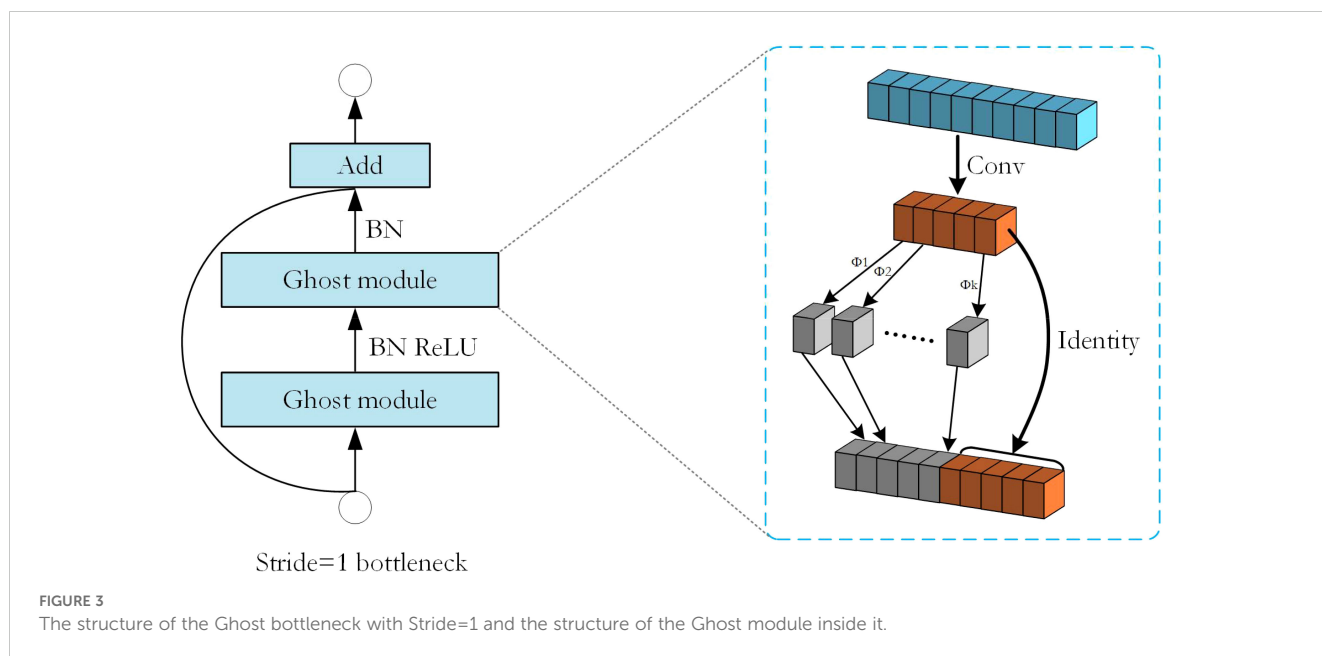 Add
BN
Ghost module
BN ReLU
Ghost module
Stride=1 bottleneck
Conv
Φ1
Φ2
Φk
......
Identity
FIGURE 3
The structure of the Ghost bottleneck with Stride=1 and the structure of the Ghost module inside it.